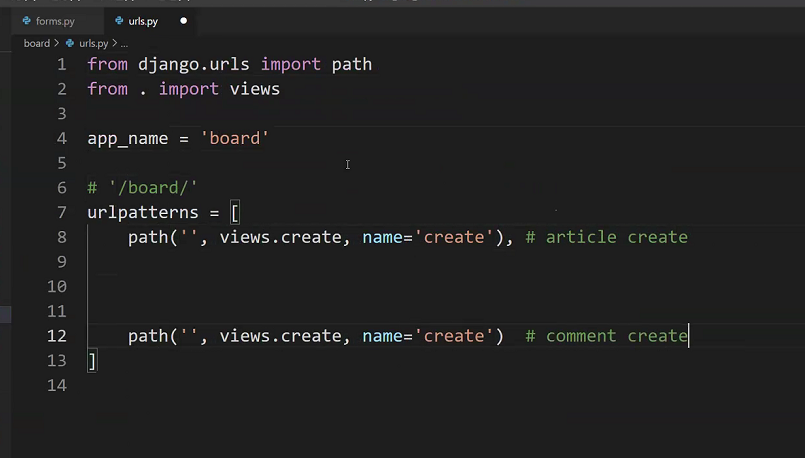 forms.py urls.py
board > urls.py > ...
1 from django.urls import path
2 from . import views
3
4 app_name = 'board'
5
6 # '/board/'
7 urlpatterns = [
8     path('', views.create, name='create'), # article create
9
10
11
12     path('', views.create, name='create')  # comment create
13 ]
14